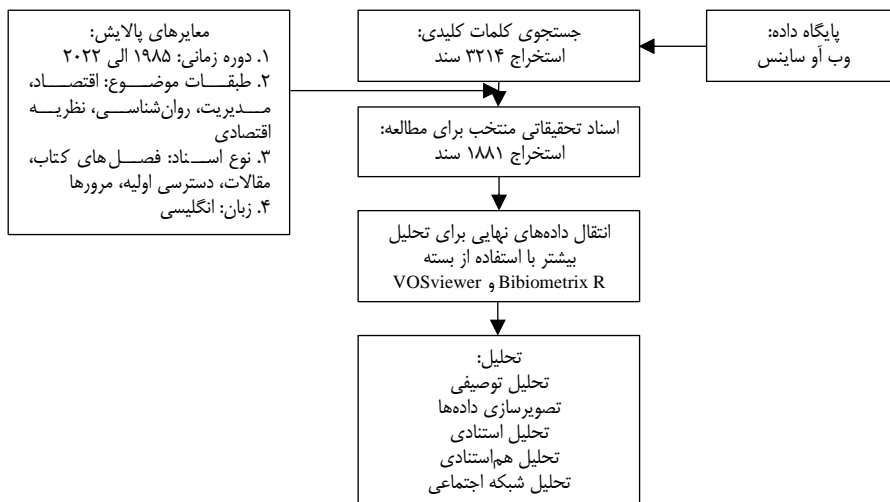 پایگاه داده:
وب آو ساینس
جستجوی کلمات کلیدی:
استخراج ۳۲۱۴ سند
معیارهای پالایش:
۱. دوره زمانی: ۱۹۸۵ الی ۲۰۲۲
۲. طبقات موضوع: اقتصاد،
مدیریت، روان‌شناسی، نظریه
اقتصادی
۳. نوع اسناد: فصل‌های کتاب،
مقالات، دسترسی اولیه، مرورها
۴. زبان: انگلیسی
اسناد تحقیقاتی منتخب برای مطالعه:
استخراج ۱۸۸۱ سند
انتقال داده‌های نهایی برای تحلیل
بیشتر با استفاده از بسته
Bibiometrix R و VOSviewer
تحلیل:
تحلیل توصیفی
تصویرسازی داده‌ها
تحلیل استنادی
تحلیل هم‌استنادی
تحلیل شبکه اجتماعی